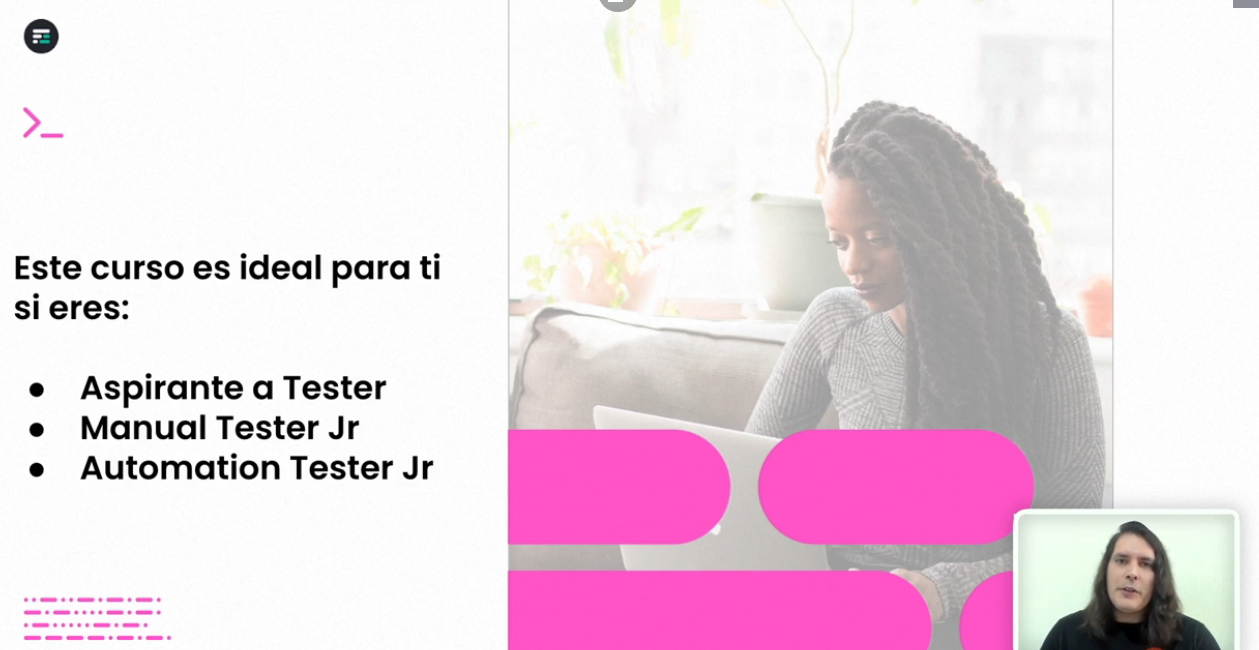 Este curso es ideal para ti
si eres:
● Aspirante a Tester
● Manual Tester Jr
● Automation Tester Jr